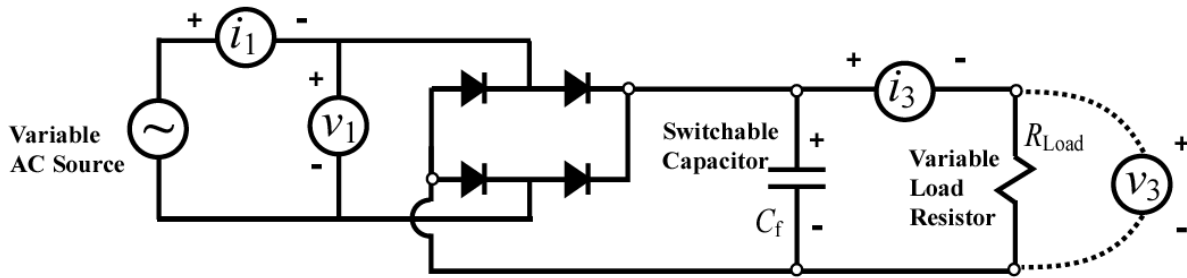 + i1 -
+ v1 -
Variable
AC Source
~
Switchable
Capacitor
Cf
+ -
+ i3 -
RLoad
Variable
Load
Resistor
+ v3 -